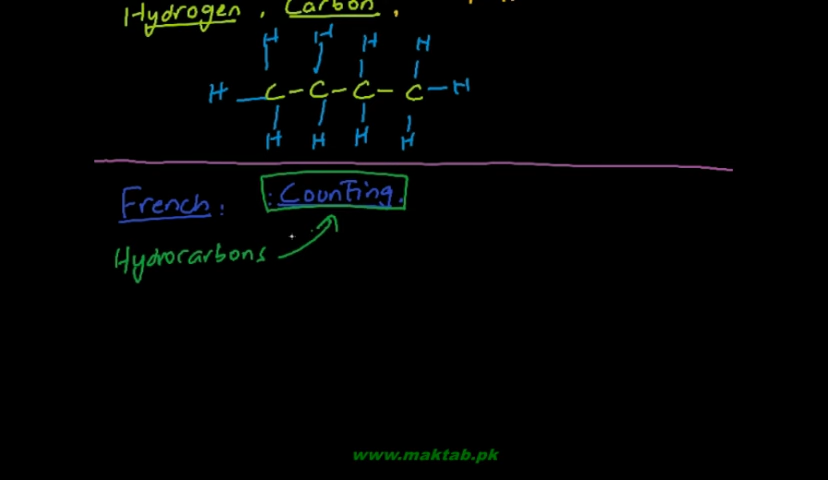 Hydrogen , Carbon ,
H H H H
H C - C - C - C - H
H H H H
French : : Counting.
Hydrocarbons
www.maktab.pk